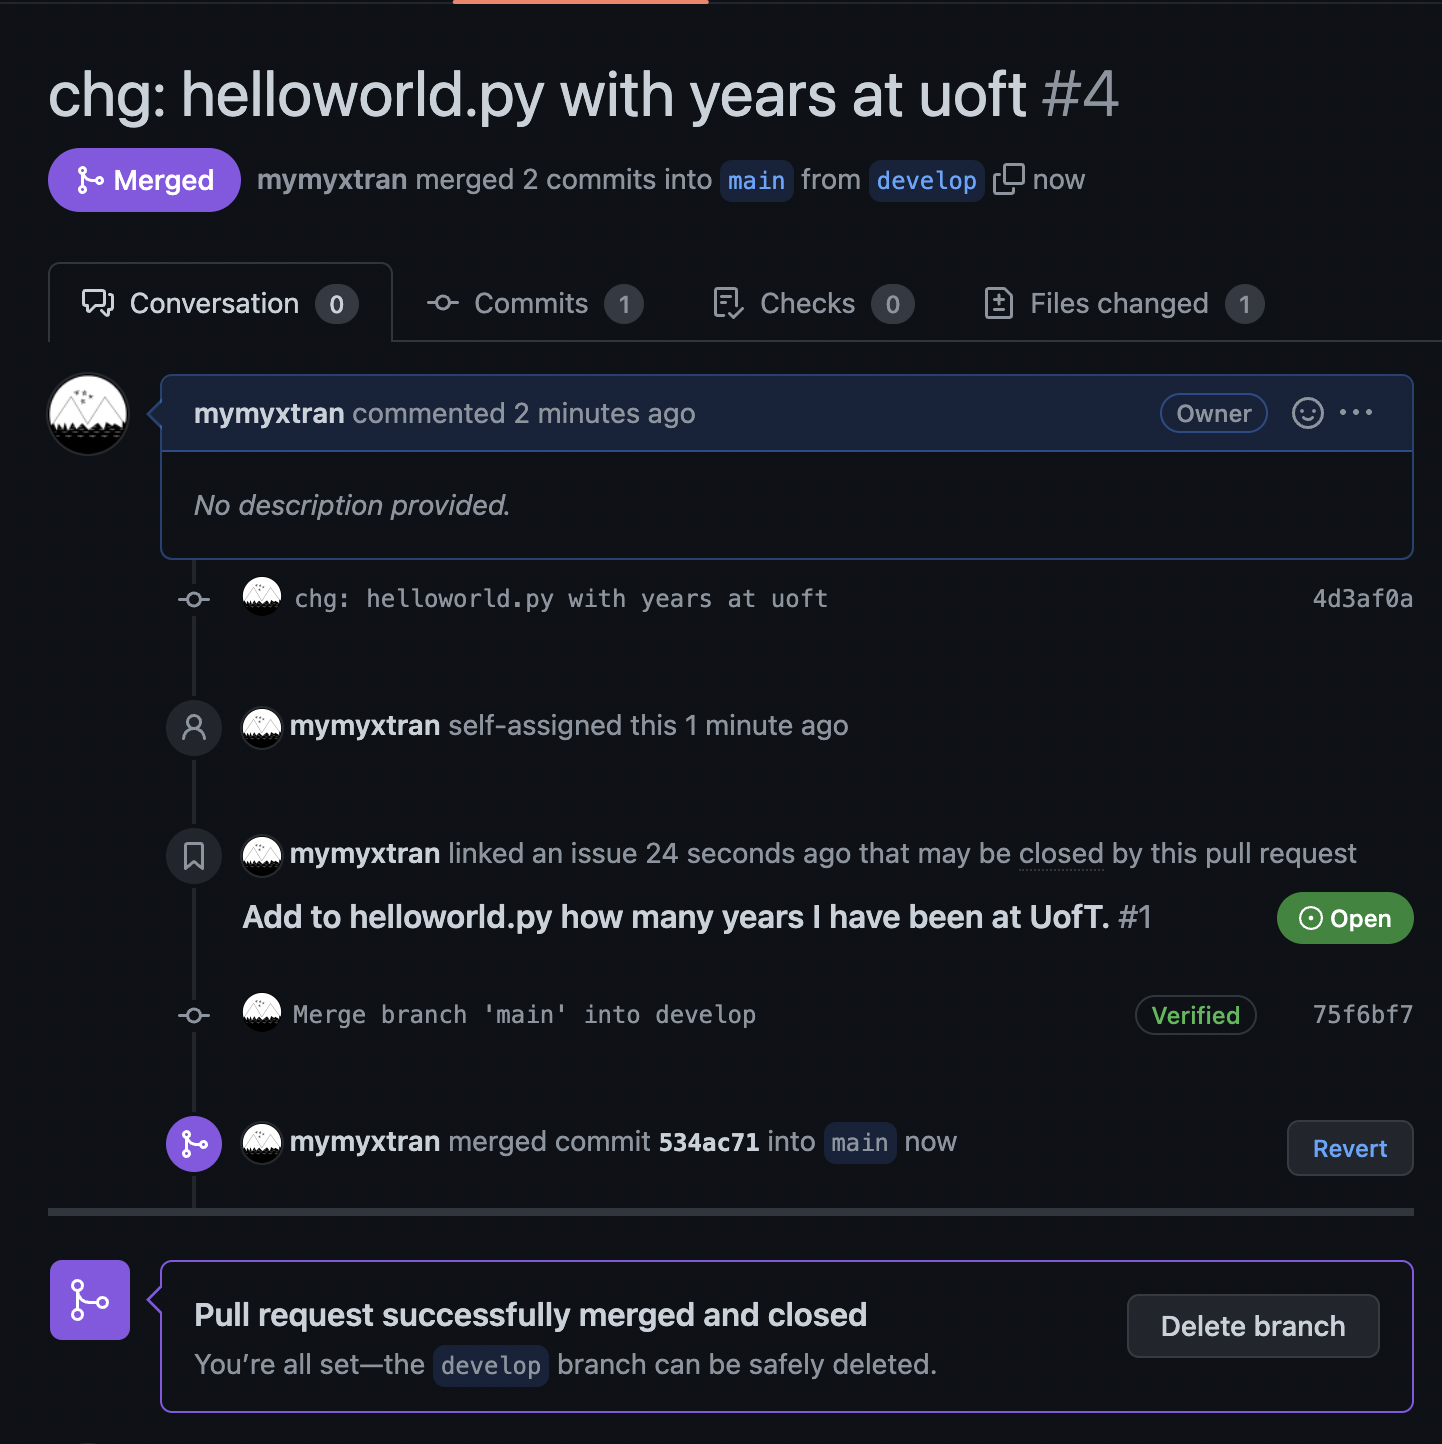 chg: helloworld.py with years at uoft #4
Merged mymyxtran merged 2 commits into main from develop now
Conversation 0 Commits 1 Checks 0 Files changed 1
mymyxtran commented 2 minutes ago Owner
No description provided.
chg: helloworld.py with years at uoft 4d3af0a
mymyxtran self-assigned this 1 minute ago
mymyxtran linked an issue 24 seconds ago that may be closed by this pull request
Add to helloworld.py how many years I have been at UofT. #1 Open
Merge branch 'main' into develop Verified 75f6bf7
mymyxtran merged commit 534ac71 into main now Revert
Pull request successfully merged and closed
You’re all set—the develop branch can be safely deleted.
Delete branch